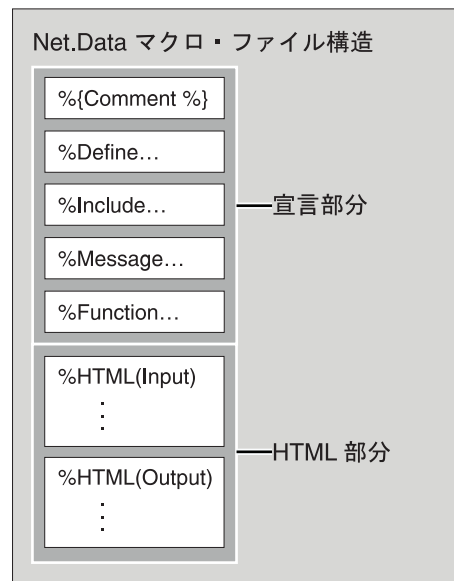 Net.Data マクロ・ファイル構造
%{Comment %}
%Define…
%Include…
宣言部分
%Message…
%Function…
%HTML(Input)
⋮
HTML 部分
%HTML(Output)
⋮